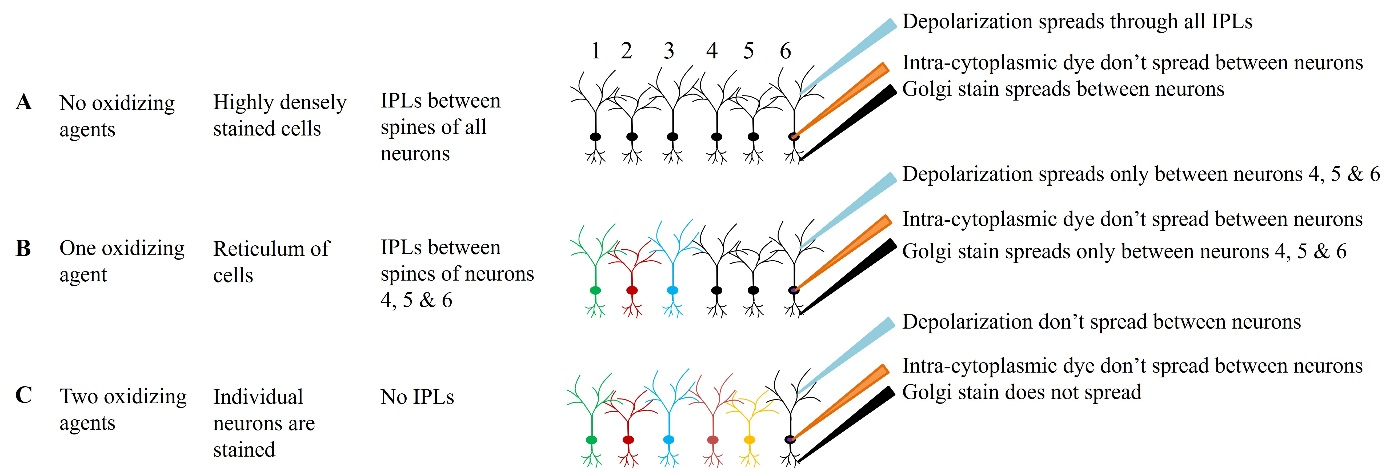 Depolarization spreads through all IPLs
1 2 3 4 5 6
Intra-cytoplasmic dye don't spread between neurons
Golgi stain spreads between neurons
A
No oxidizing
agents
Highly densely
stained cells
IPLs between
spines of all
neurons
Depolarization spreads only between neurons 4, 5 & 6
Intra-cytoplasmic dye don't spread between neurons
Golgi stain spreads only between neurons 4, 5 & 6
B
One oxidizing
agent
Reticulum of
cells
IPLs between
spines of neurons
4, 5 & 6
Depolarization don't spread between neurons
Intra-cytoplasmic dye don't spread between neurons
Golgi stain does not spread
C
Two oxidizing
agents
Individual
neurons are
stained
No IPLs